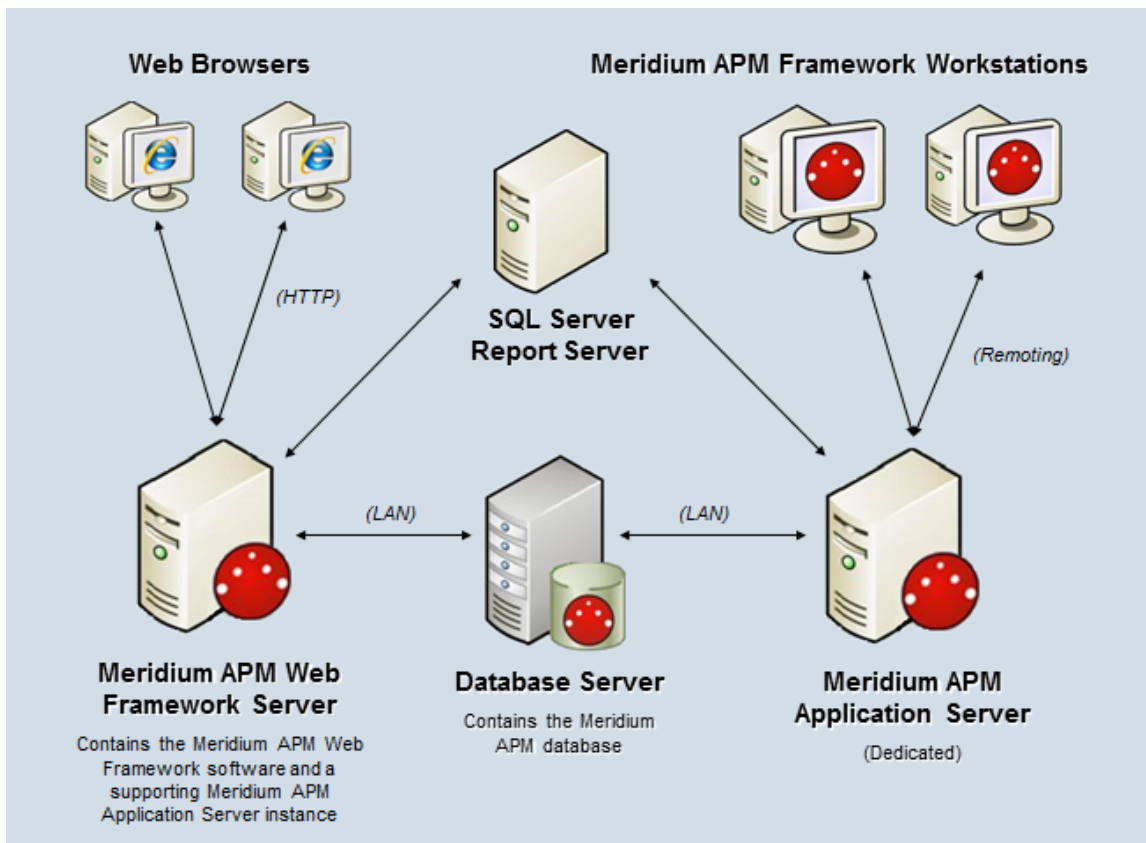 Web Browsers
Meridium APM Framework Workstations
(HTTP)
SQL Server
Report Server
(Remoting)
(LAN)
(LAN)
Meridium APM Web
Framework Server
Contains the Meridium APM Web
Framework software and a
supporting Meridium APM
Application Server instance
Database Server
Contains the Meridium
APM database
Meridium APM
Application Server
(Dedicated)